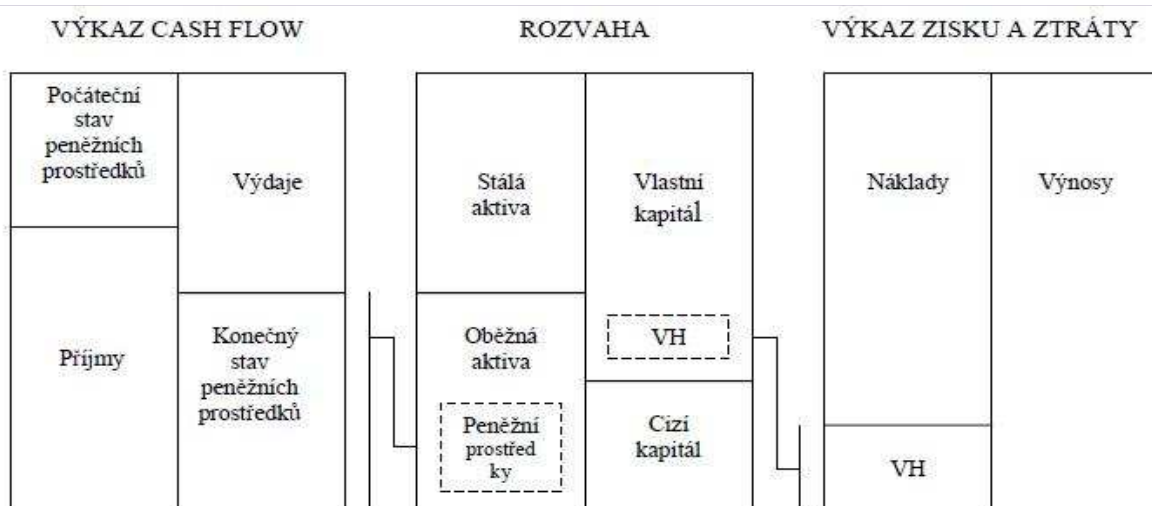 VÝKAZ CASH FLOW
ROZVAHA
VÝKAZ ZISKU A ZTRÁTY
Počáteční
stav
peněžních
prostředků
Výdaje
Příjmy
Konečný
stav
peněžních
prostředků
Stálá
aktiva
Vlastní
kapitál
Oběžná
aktiva
VH
Peněžní
prostřed
ky
Cizí
kapitál
Náklady
Výnosy
VH